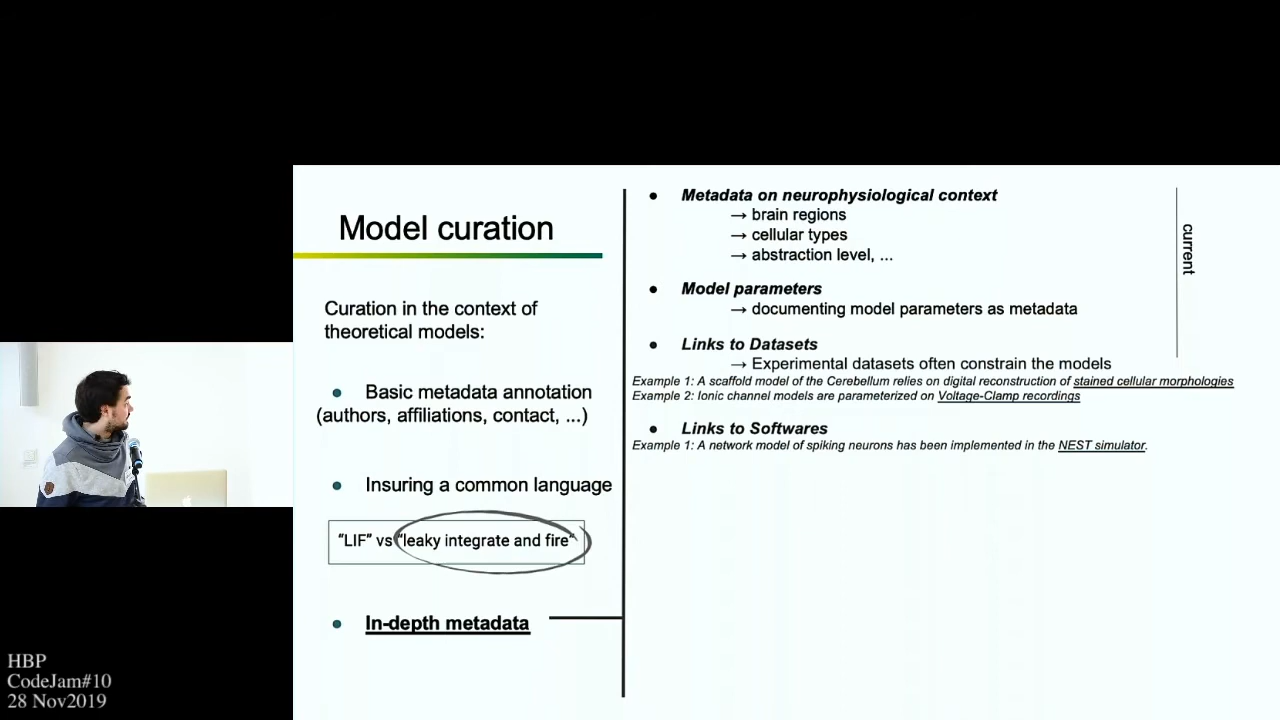 Model curation
Curation in the context of
theoretical models:
● Basic metadata annotation
(authors, affiliations, contact, ...)
● Insuring a common language
“LIF” vs “leaky integrate and fire”
● In-depth metadata
● Metadata on neurophysiological context
→ brain regions
→ cellular types
→ abstraction level, ...
● Model parameters
→ documenting model parameters as metadata
● Links to Datasets
→ Experimental datasets often constrain the models
Example 1: A scaffold model of the Cerebellum relies on digital reconstruction of stained cellular morphologies
Example 2: Ionic channel models are parameterized on Voltage-Clamp recordings
● Links to Softwares
Example 1: A network model of spiking neurons has been implemented in the NEST simulator.
current
HBP
CodeJam#10
28 Nov2019